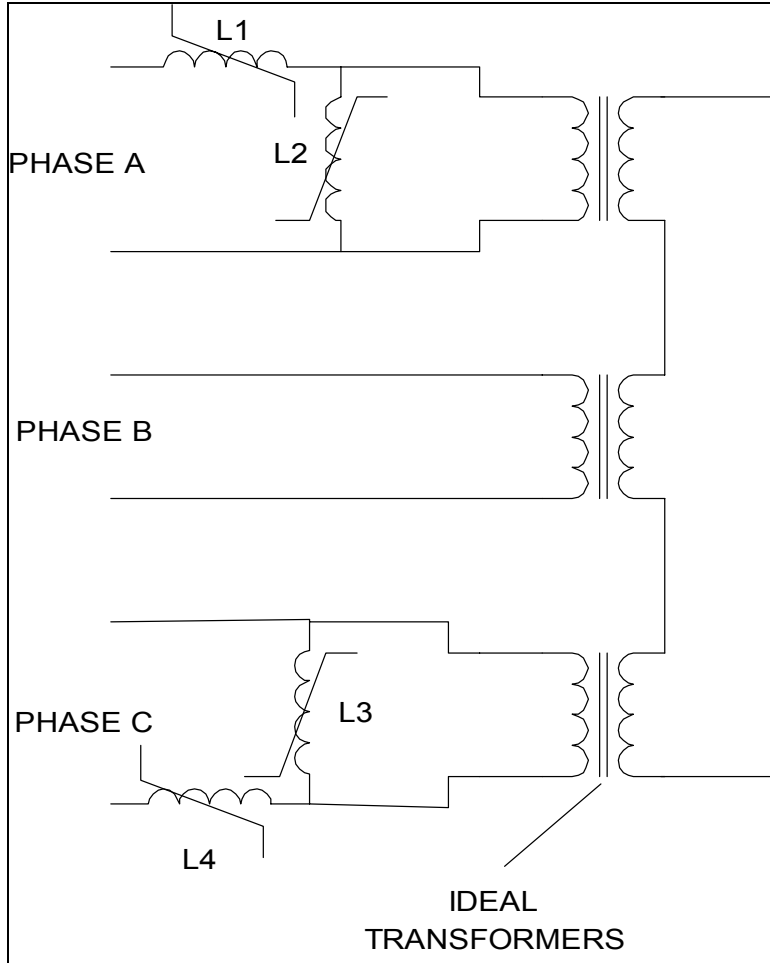 L1
L2
PHASE A
PHASE B
L3
PHASE C
L4
IDEAL
TRANSFORMERS